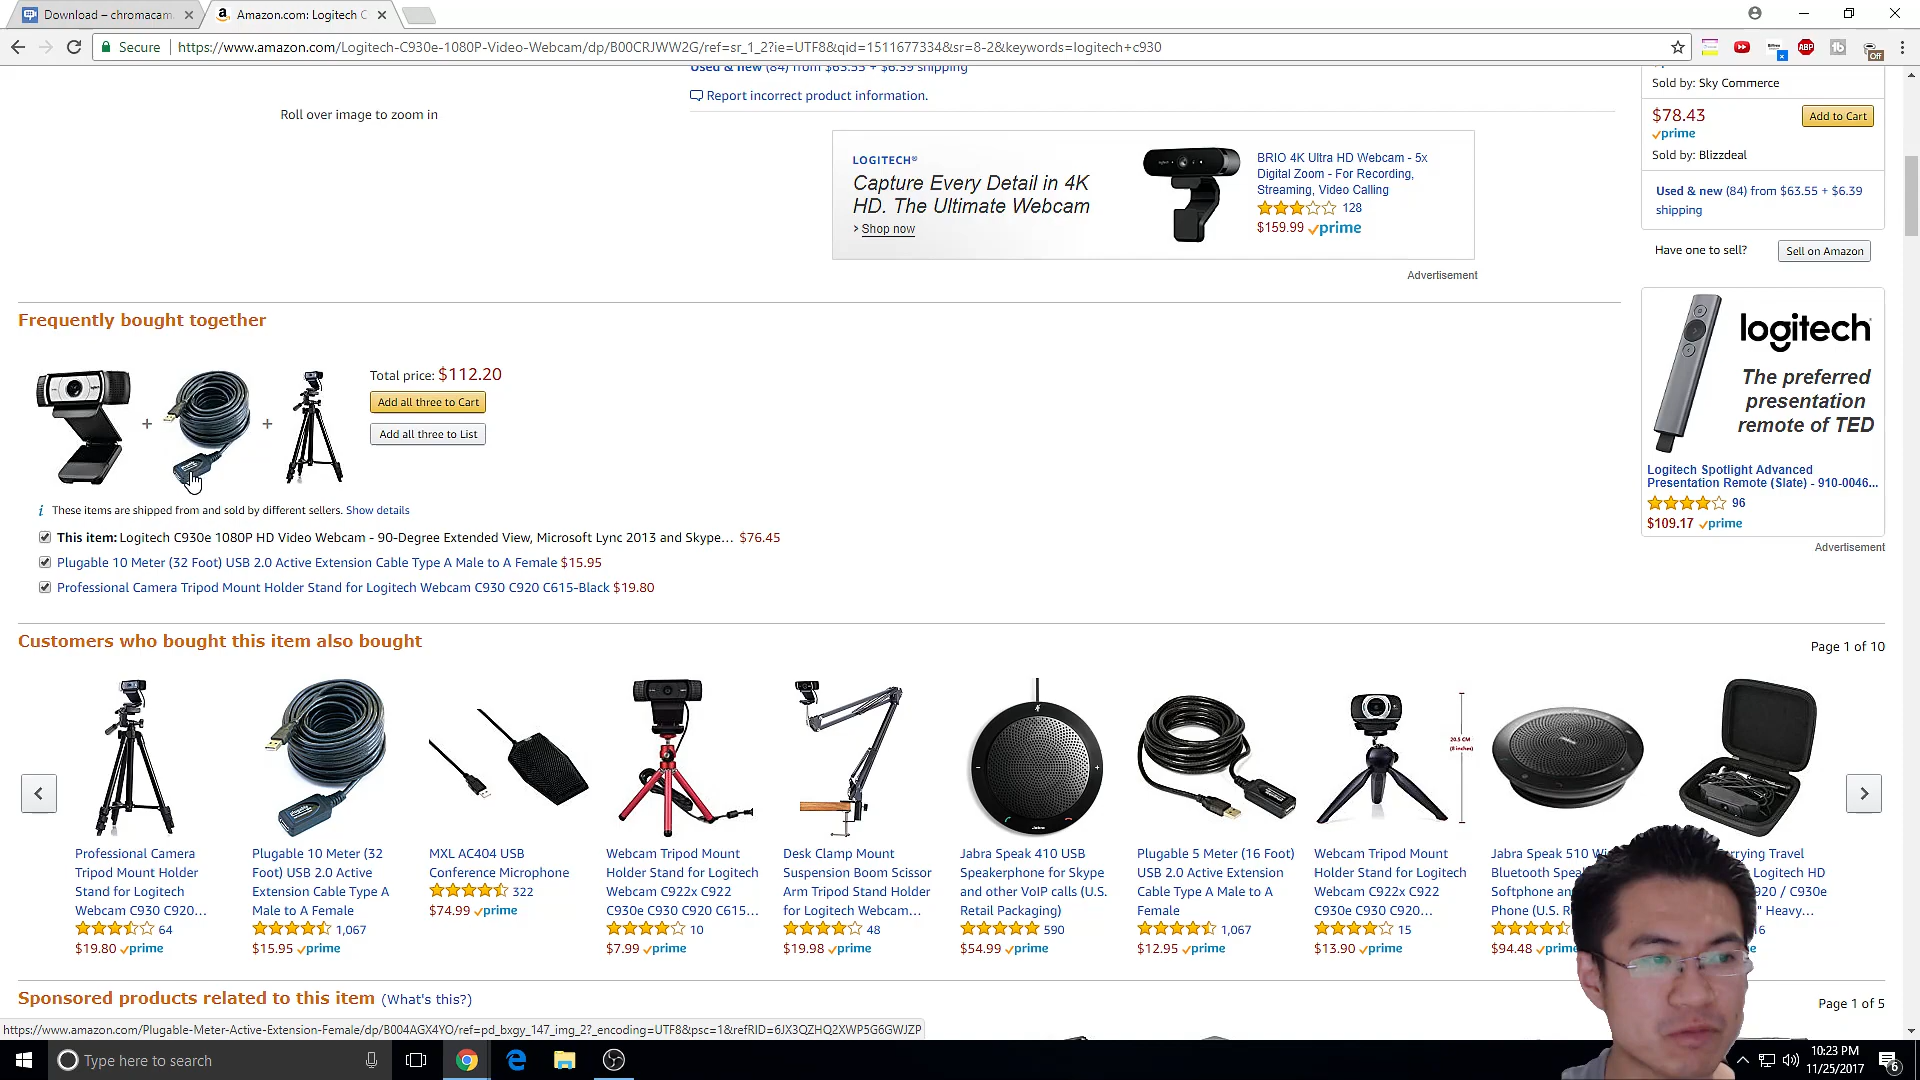 Download – chromacam.
Amazon.com: Logitech C
Secure
https://www.amazon.com/Logitech-C930e-1080P-Video-Webcam/dp/B00CRJWW2G/ref=sr_1_2?ie=UTF8&qid=1511677334&sr=8-2&keywords=logitech+c930
ABP
Off
Used & new (84) from $63.55 + $6.39 shipping
Report incorrect product information.
Roll over image to zoom in
LOGITECH®
Capture Every Detail in 4K
HD. The Ultimate Webcam
› Shop now
BRIO 4K Ultra HD Webcam - 5x
Digital Zoom - For Recording,
Streaming, Video Calling
128
$159.99 prime
Advertisement
Sold by: Sky Commerce
$78.43
Add to Cart
prime
Sold by: Blizzdeal
Used & new (84) from $63.55 + $6.39
shipping
Have one to sell?
Sell on Amazon
logitech
The preferred
presentation
remote of TED
Logitech Spotlight Advanced
Presentation Remote (Slate) - 910-0046...
96
$109.17 prime
Advertisement
Frequently bought together
+
+
Total price: $112.20
Add all three to Cart
Add all three to List
i These items are shipped from and sold by different sellers. Show details
This item: Logitech C930e 1080P HD Video Webcam - 90-Degree Extended View, Microsoft Lync 2013 and Skype… $76.45
Plugable 10 Meter (32 Foot) USB 2.0 Active Extension Cable Type A Male to A Female $15.95
Professional Camera Tripod Mount Holder Stand for Logitech Webcam C930 C920 C615-Black $19.80
Customers who bought this item also bought
Page 1 of 10
20.5 CM
(8 inches)
Professional Camera
Tripod Mount Holder
Stand for Logitech
Webcam C930 C920…
64
$19.80 prime
Plugable 10 Meter (32
Foot) USB 2.0 Active
Extension Cable Type A
Male to A Female
1,067
$15.95 prime
MXL AC404 USB
Conference Microphone
322
$74.99 prime
Webcam Tripod Mount
Holder Stand for Logitech
Webcam C922x C922
C930e C930 C920 C615…
10
$7.99 prime
Desk Clamp Mount
Suspension Boom Scissor
Arm Tripod Stand Holder
for Logitech Webcam…
48
$19.98 prime
Jabra Speak 410 USB
Speakerphone for Skype
and other VoIP calls (U.S.
Retail Packaging)
590
$54.99 prime
Plugable 5 Meter (16 Foot)
USB 2.0 Active Extension
Cable Type A Male to A
Female
1,067
$12.95 prime
Webcam Tripod Mount
Holder Stand for Logitech
Webcam C922x C922
C930e C930 C920…
15
$13.90 prime
Jabra Speak 510
Bluetooth
Softphone
Phone (U.S.
$94.48
Travel
Logitech HD
/ C930e
Heavy…
Sponsored products related to this item (What's this?)
Page 1 of 5
https://www.amazon.com/Plugable-Meter-Active-Extension-Female/dp/B004AGX4YO/ref=pd_bxgy_147_img_2?_encoding=UTF8&psc=1&refRID=6JX3QZHQ2XWP5G6GWJZP
Type here to search
10:23 PM
11/25/2017
6